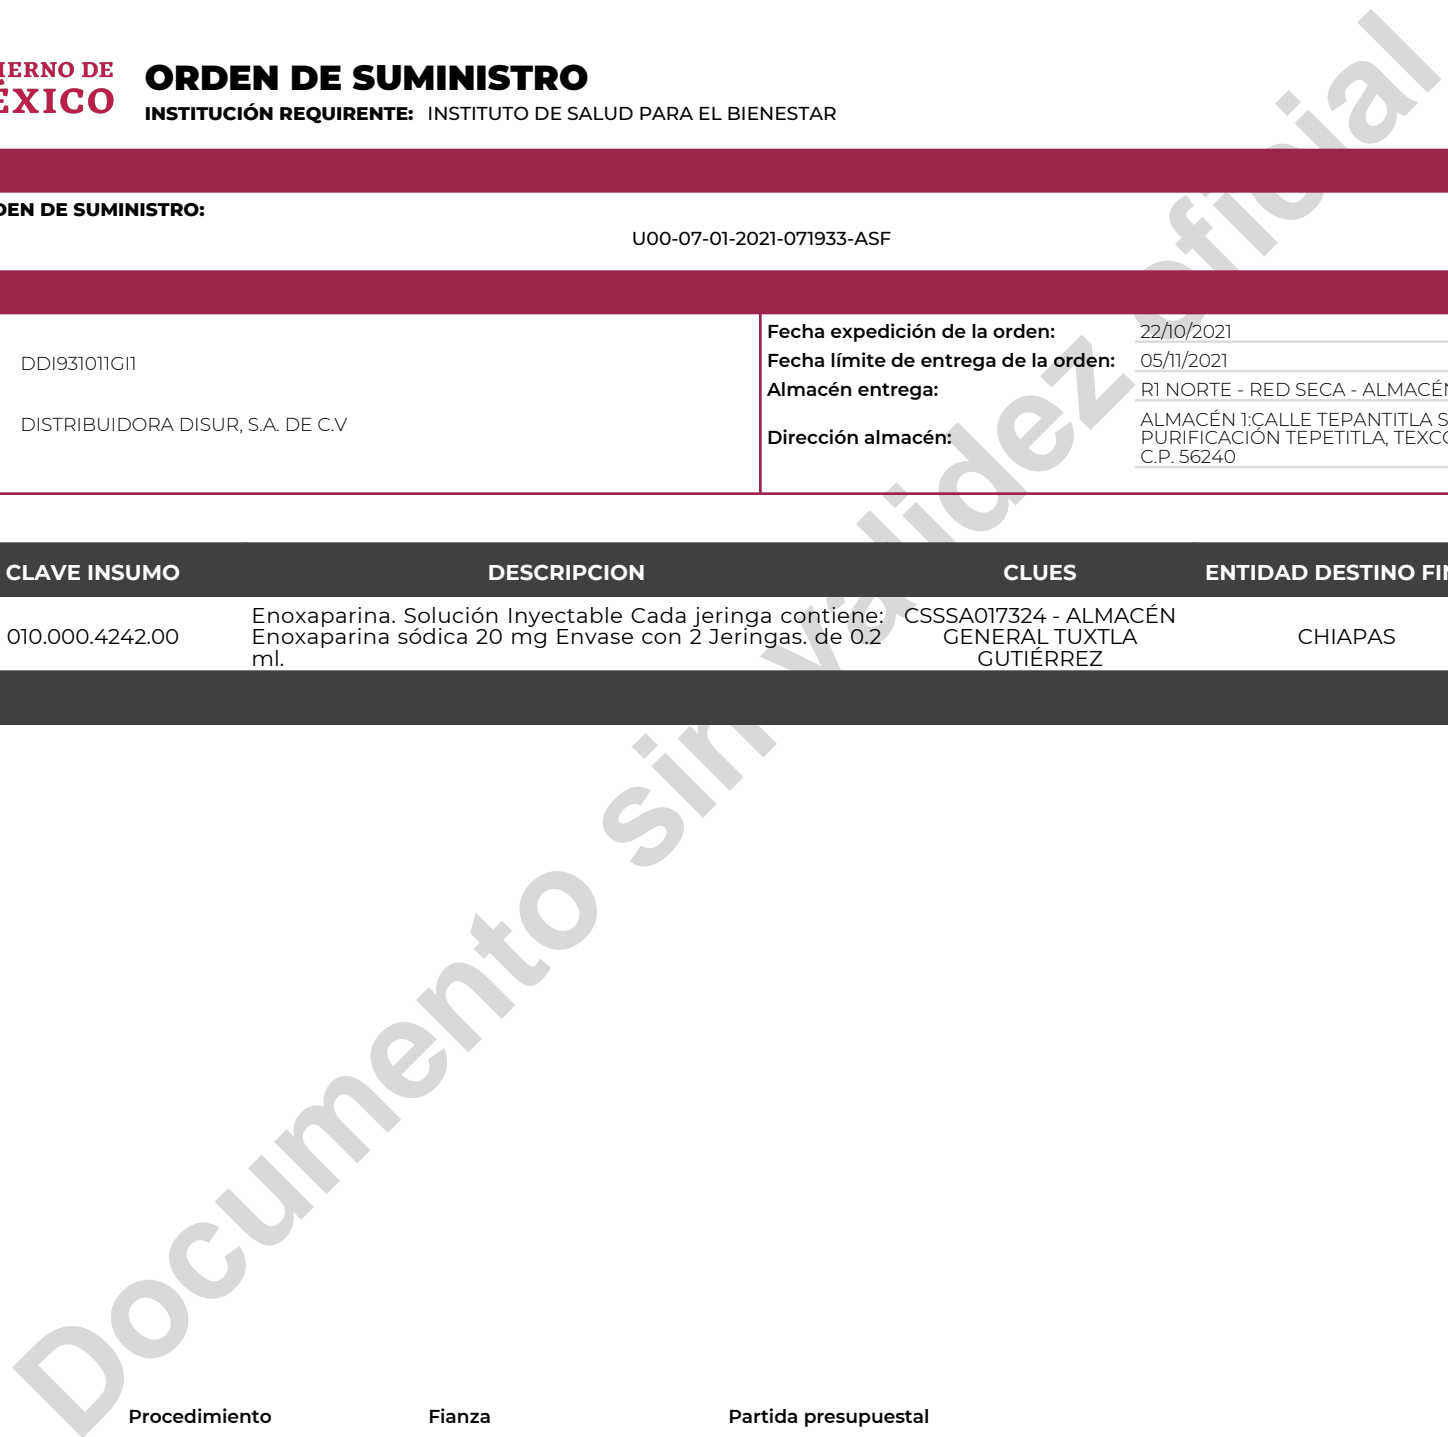 IERNO DE
ÉXICO
ORDEN DE SUMINISTRO
INSTITUCIÓN REQUIRENTE: INSTITUTO DE SALUD PARA EL BIENESTAR
DEN DE SUMINISTRO:
U00-07-01-2021-071933-ASF
DDI931011GI1
DISTRIBUIDORA DISUR, S.A. DE C.V
Fecha expedición de la orden: 22/10/2021
Fecha límite de entrega de la orden: 05/11/2021
Almacén entrega: R1 NORTE - RED SECA - ALMACÉN
Dirección almacén: ALMACÉN 1:CALLE TEPANTITLA S
PURIFICACIÓN TEPETITLA, TEXCO
C.P. 56240
CLAVE INSUMO DESCRIPCION CLUES ENTIDAD DESTINO FIN
010.000.4242.00
Enoxaparina. Solución Inyectable Cada jeringa contiene:
Enoxaparina sódica 20 mg Envase con 2 Jeringas. de 0.2
ml.
CSSSA017324 - ALMACÉN
GENERAL TUXTLA
GUTIÉRREZ
CHIAPAS
Documento sin validez oficial
Procedimiento Fianza Partida presupuestal